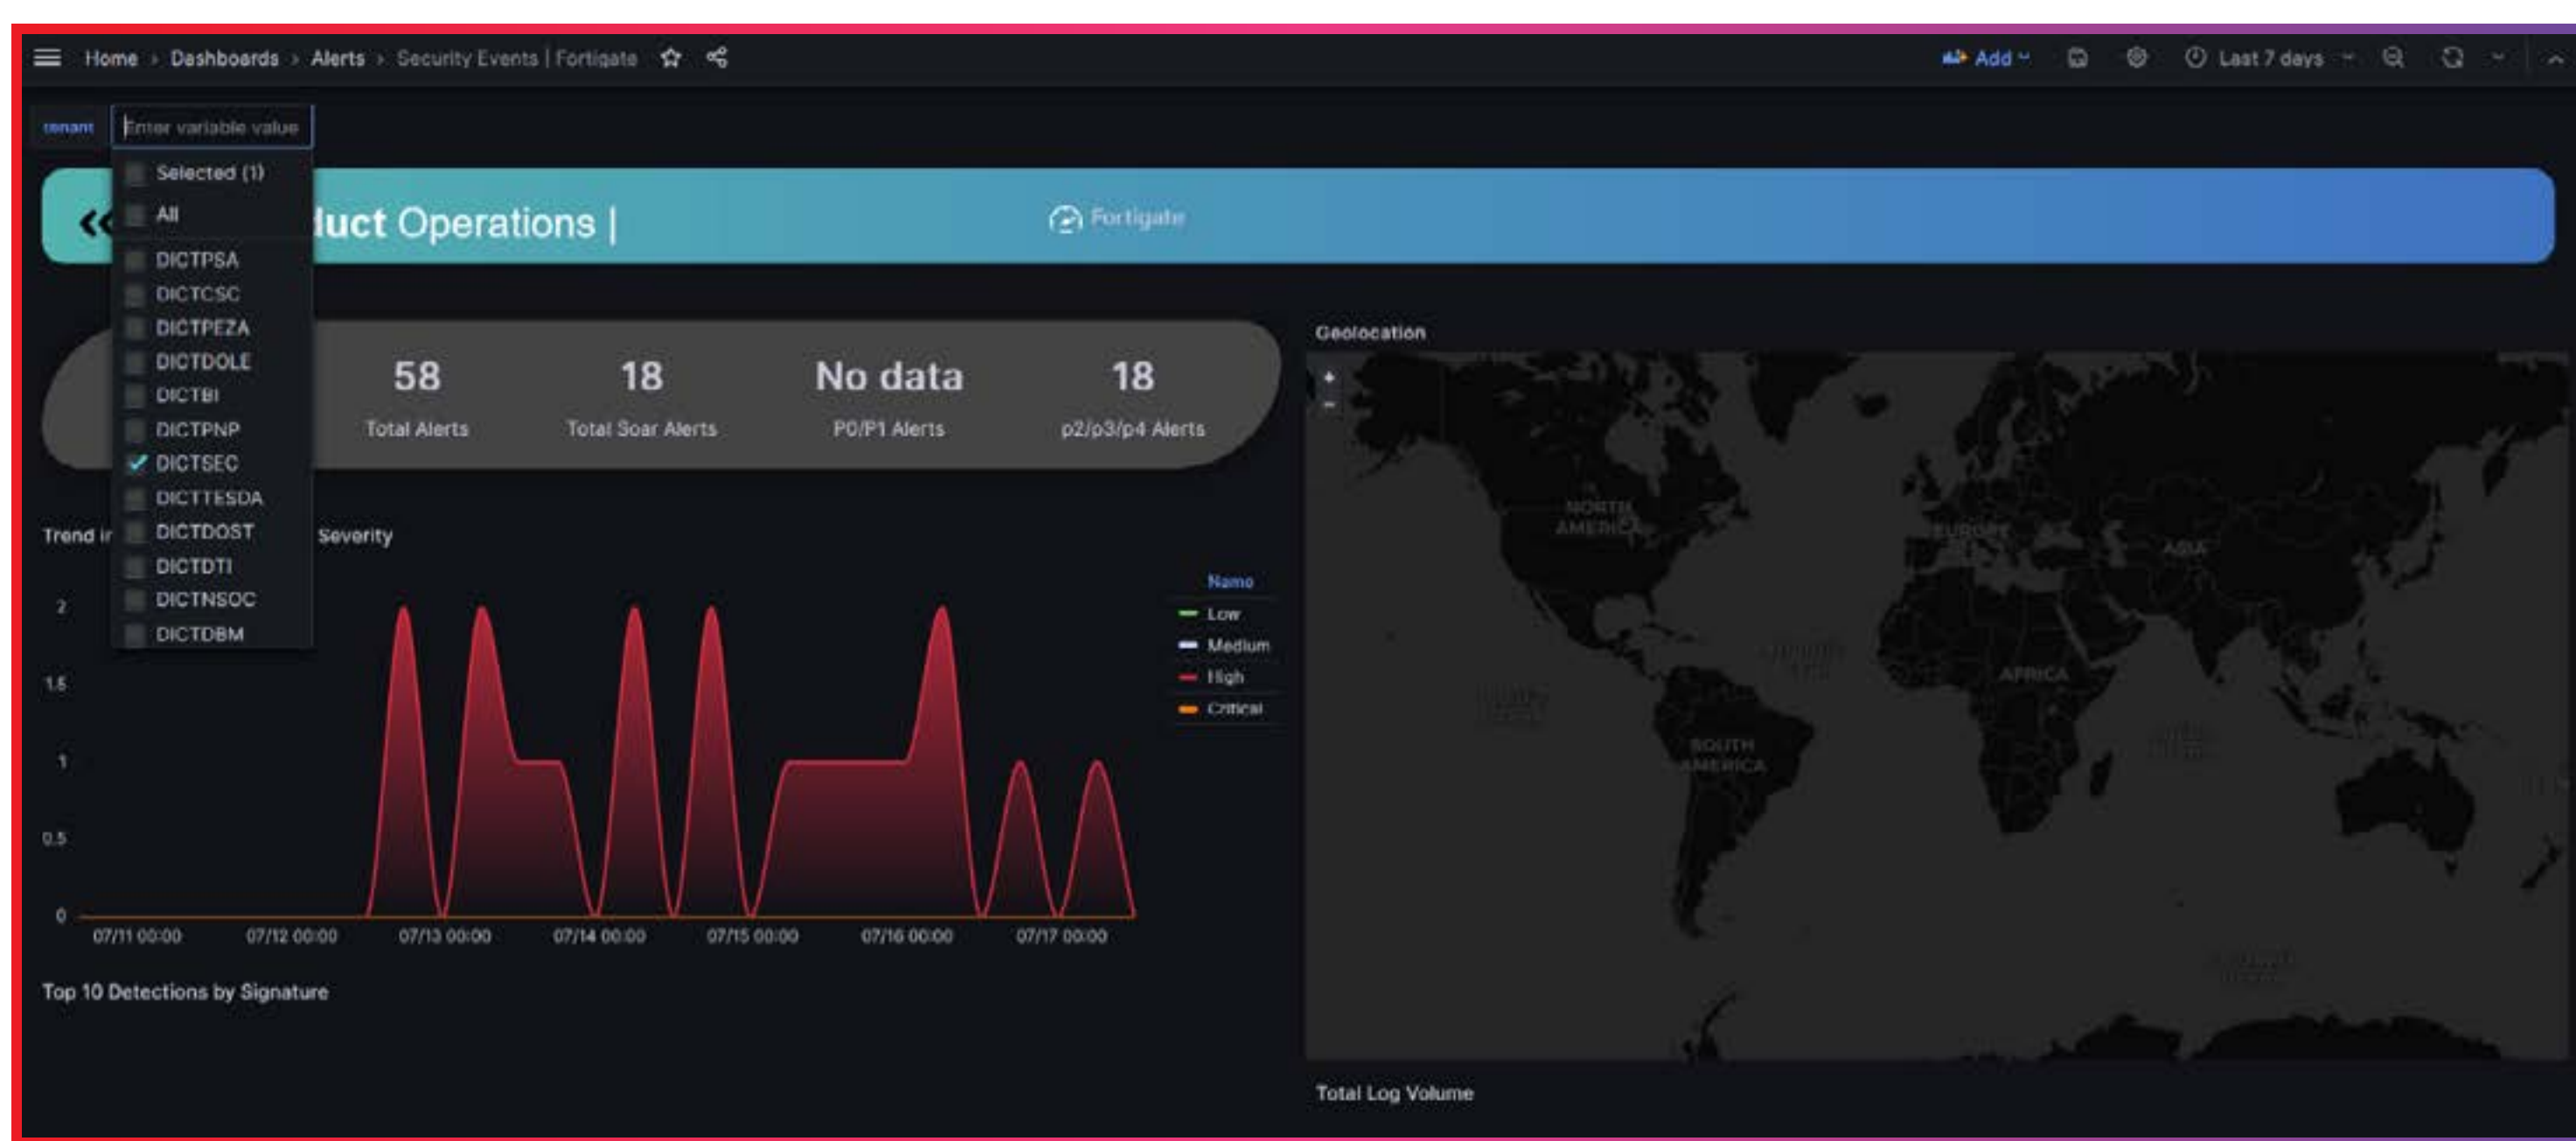 Home › Dashboards › Alerts › Security Events | Fortigate
Add
Last 7 days
tenant
Enter variable value
Selected (1)
All
DICTPSA
DICTCSC
DICTPEZA
DICTDOLE
DICTBI
DICTPNP
DICTSEC
DICTTESDA
DICTDOST
DICTDTI
DICTNSOC
DICTDBM
duct Operations |
Fortigate
58
Total Alerts
18
Total Soar Alerts
No data
P0/P1 Alerts
18
p2/p3/p4 Alerts
Trend in
Severity
Name
Low
Medium
High
Critical
2
1.5
1
0.5
0
07/11 00:00
07/12 00:00
07/13 00:00
07/14 00:00
07/15 00:00
07/16 00:00
07/17 00:00
Top 10 Detections by Signature
Geolocation
+
-
NORTH
AMERICA
EUROPE
ASIA
AFRICA
SOUTH
AMERICA
Total Log Volume